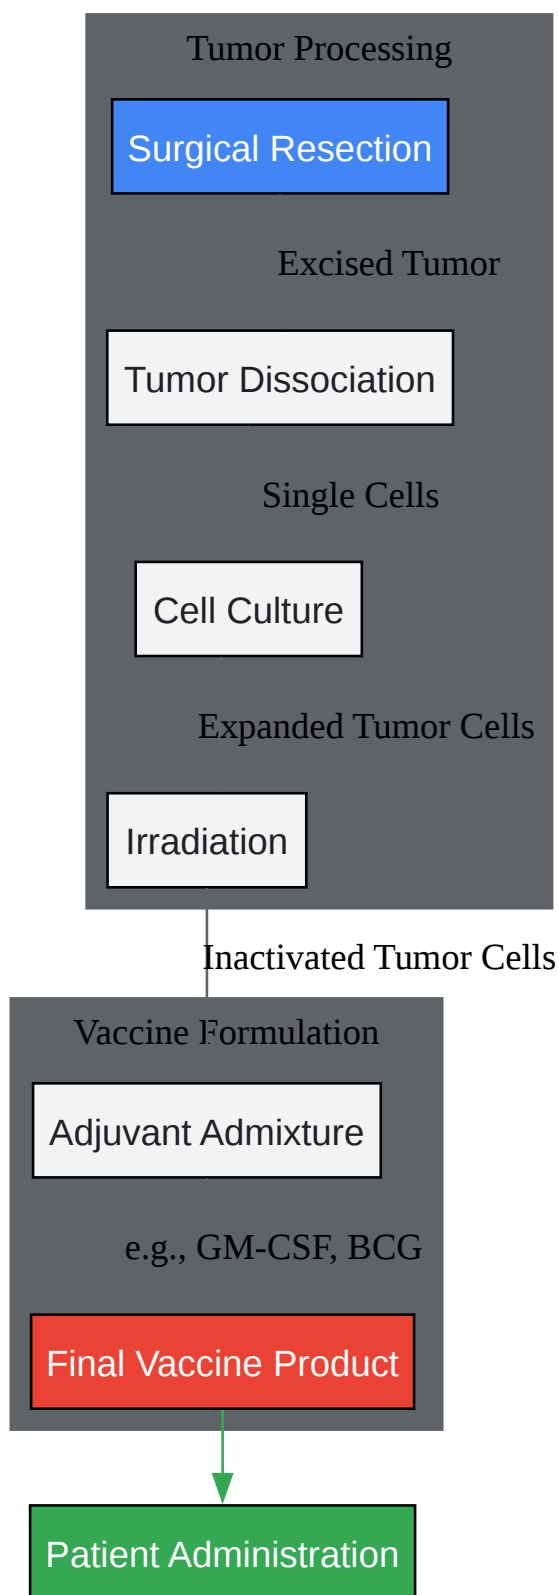 Tumor Processing
Surgical Resection
Excised Tumor
Tumor Dissociation
Single Cells
Cell Culture
Expanded Tumor Cells
Irradiation
Inactivated Tumor Cells
Vaccine Formulation
Adjuvant Admixture
e.g., GM-CSF, BCG
Final Vaccine Product
Patient Administration